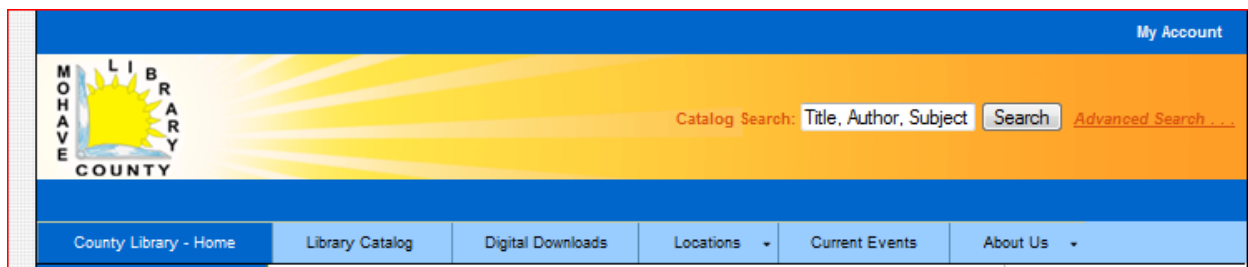 My Account
MOHAVE
LIBRARY
COUNTY
Catalog Search: Title, Author, Subject Search Advanced Search . . .
County Library - Home Library Catalog Digital Downloads Locations Current Events About Us